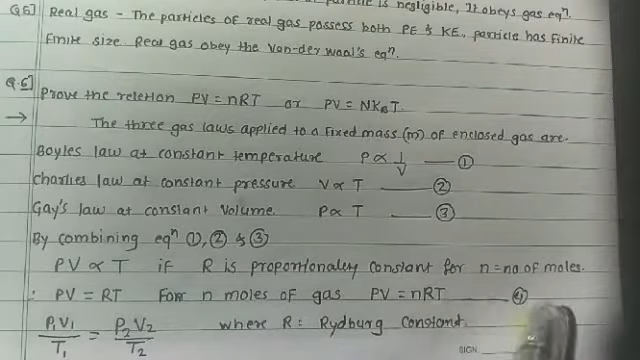 particle is negligible, It obeys gas eqⁿ.
Q.5] Real gas - The particles of real gas possess both PE & KE, particle has finite
finite size Real gas obey the Van-der waal's eqⁿ.
Q.6] Prove the reletion PV = nRT or PV = NK_BT.
→ The three gas laws applied to a fixed mass (m) of enclosed gas are.
Boyles law at constant temperature P ∝ 1/V — ①
Charlies law at constant pressure V ∝ T — ②
Gay's law at constant Volume. P ∝ T — ③
By combining eqⁿ ①, ② & ③
PV ∝ T if R is proportionaley constant for n = no of moles.
∴ PV = RT For n moles of gas PV = nRT — ④
P₁V₁/T₁ = P₂V₂/T₂ where R = Rydburg constant.
SIGN